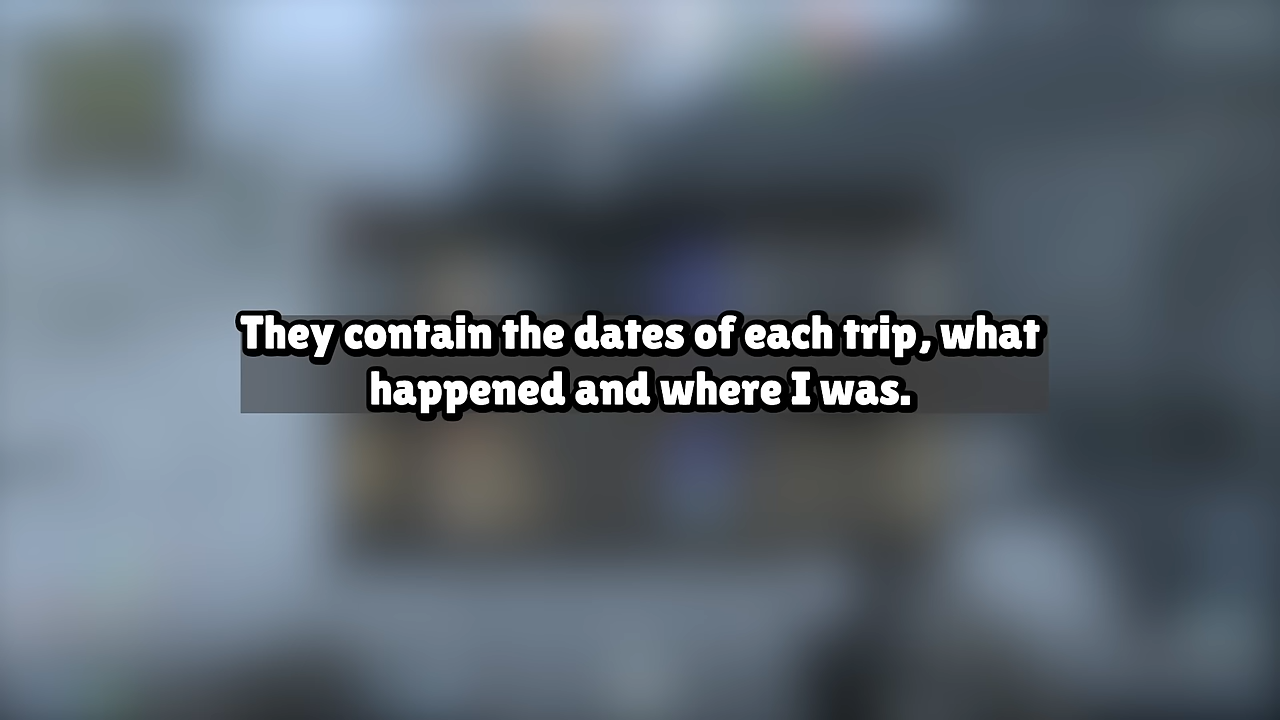 They contain the dates of each trip, what
happened and where I was.